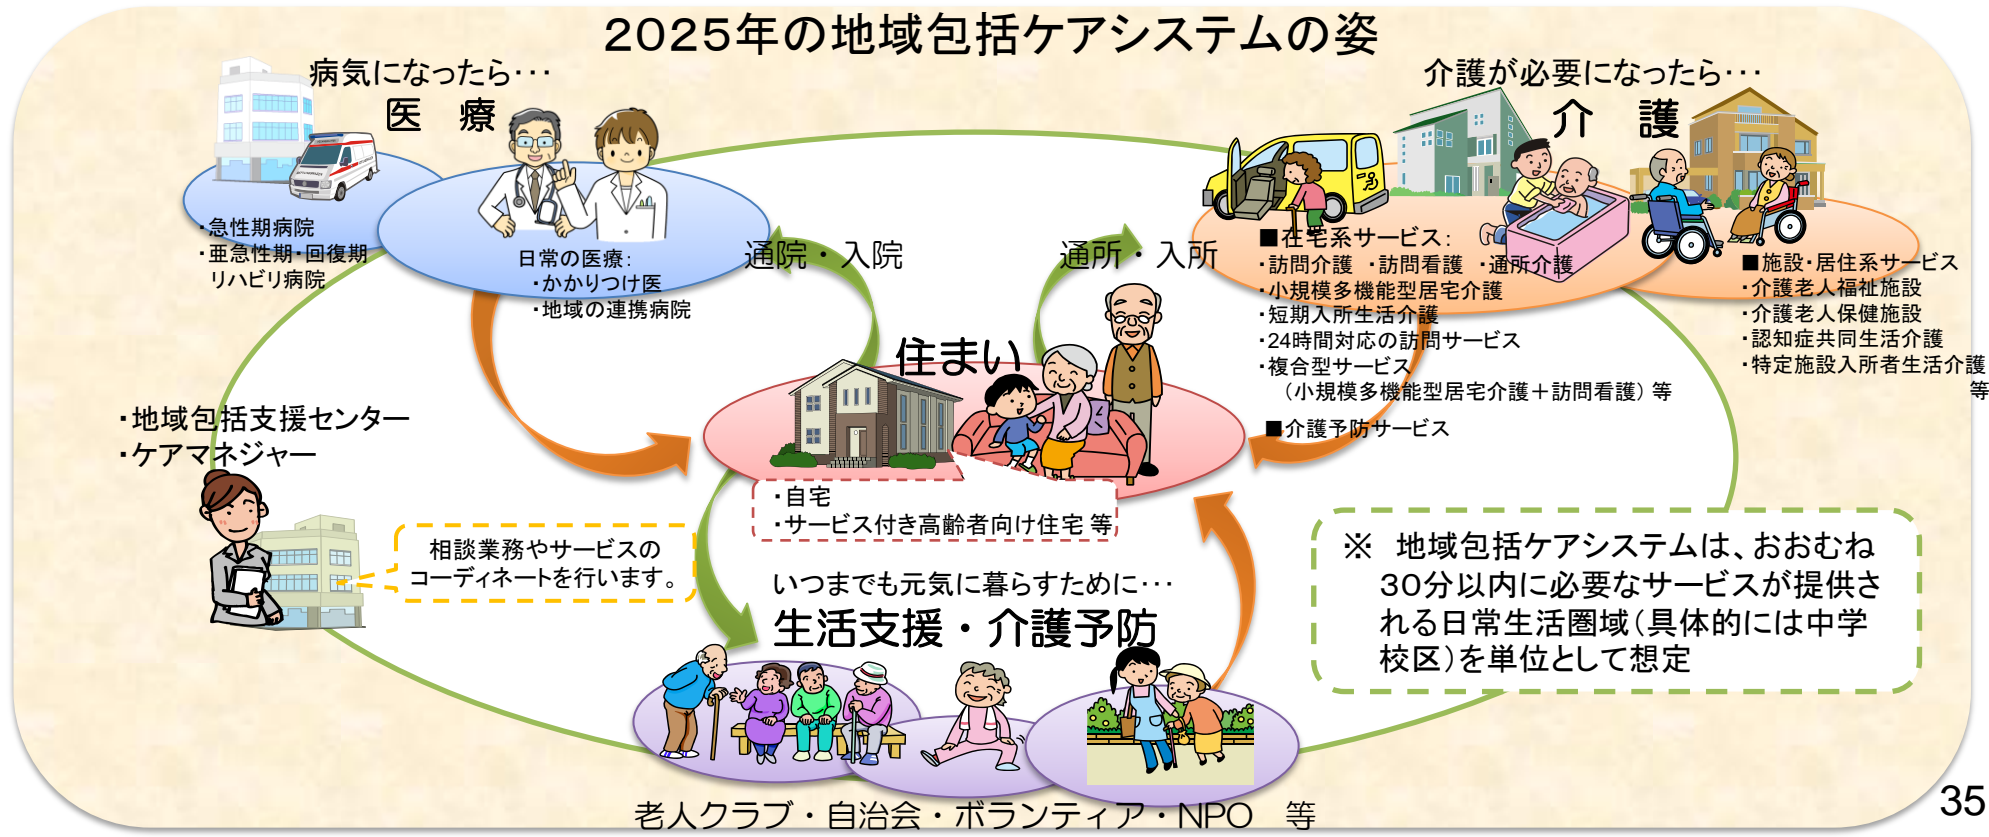 2025年の地域包括ケアシステムの姿
病気になったら･･･
医 療
・急性期病院
・亜急性期・回復期
リハビリ病院
日常の医療：
・かかりつけ医
・地域の連携病院
通院・入院
通所・入所
介護が必要になったら･･･
介 護
■在宅系サービス：
・訪問介護 ・訪問看護 ・通所介護
・小規模多機能型居宅介護
・短期入所生活介護
・24時間対応の訪問サービス
・複合型サービス
（小規模多機能型居宅介護＋訪問看護） 等
■介護予防サービス
■施設・居住系サービス
・介護老人福祉施設
・介護老人保健施設
・認知症共同生活介護
・特定施設入所者生活介護
等
住まい
・自宅
・サービス付き高齢者向け住宅 等
・地域包括支援センター
・ケアマネジャー
相談業務やサービスの
コーディネートを行います。
いつまでも元気に暮らすために･･･
生活支援・介護予防
老人クラブ・自治会・ボランティア・NPO 等
※ 地域包括ケアシステムは、おおむね
30分以内に必要なサービスが提供さ
れる日常生活圏域（具体的には中学
校区）を単位として想定
35